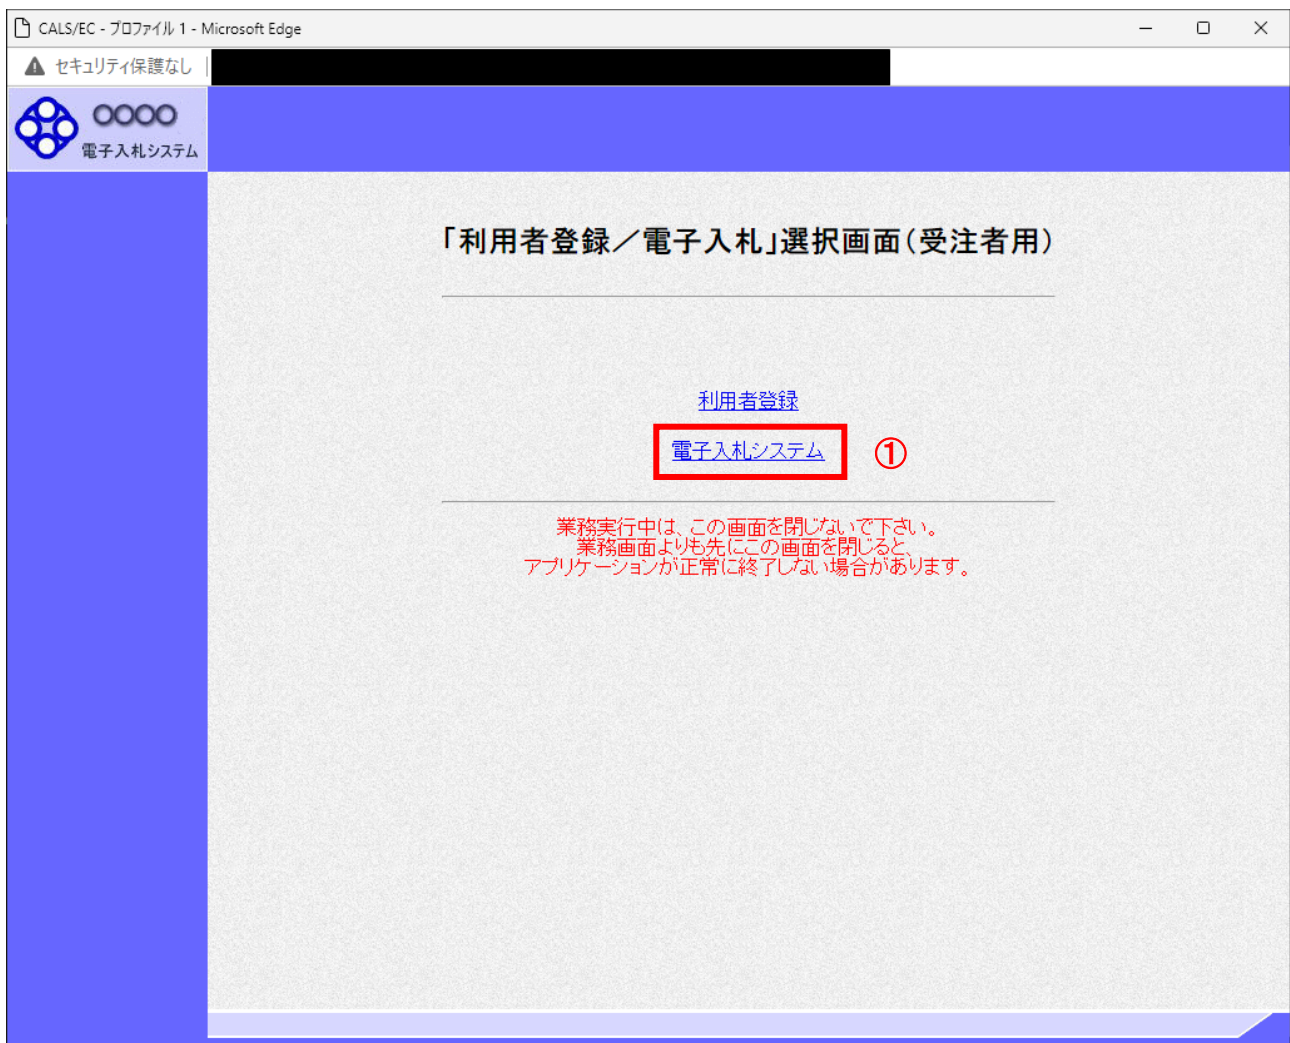 CALS/EC - プロファイル 1 - Microsoft Edge
セキュリティ保護なし
○○○○
電子入札システム
「利用者登録／電子入札」選択画面（受注者用）
利用者登録
電子入札システム ①
業務実行中は、この画面を閉じないで下さい。
業務画面よりも先にこの画面を閉じると、
アプリケーションが正常に終了しない場合があります。